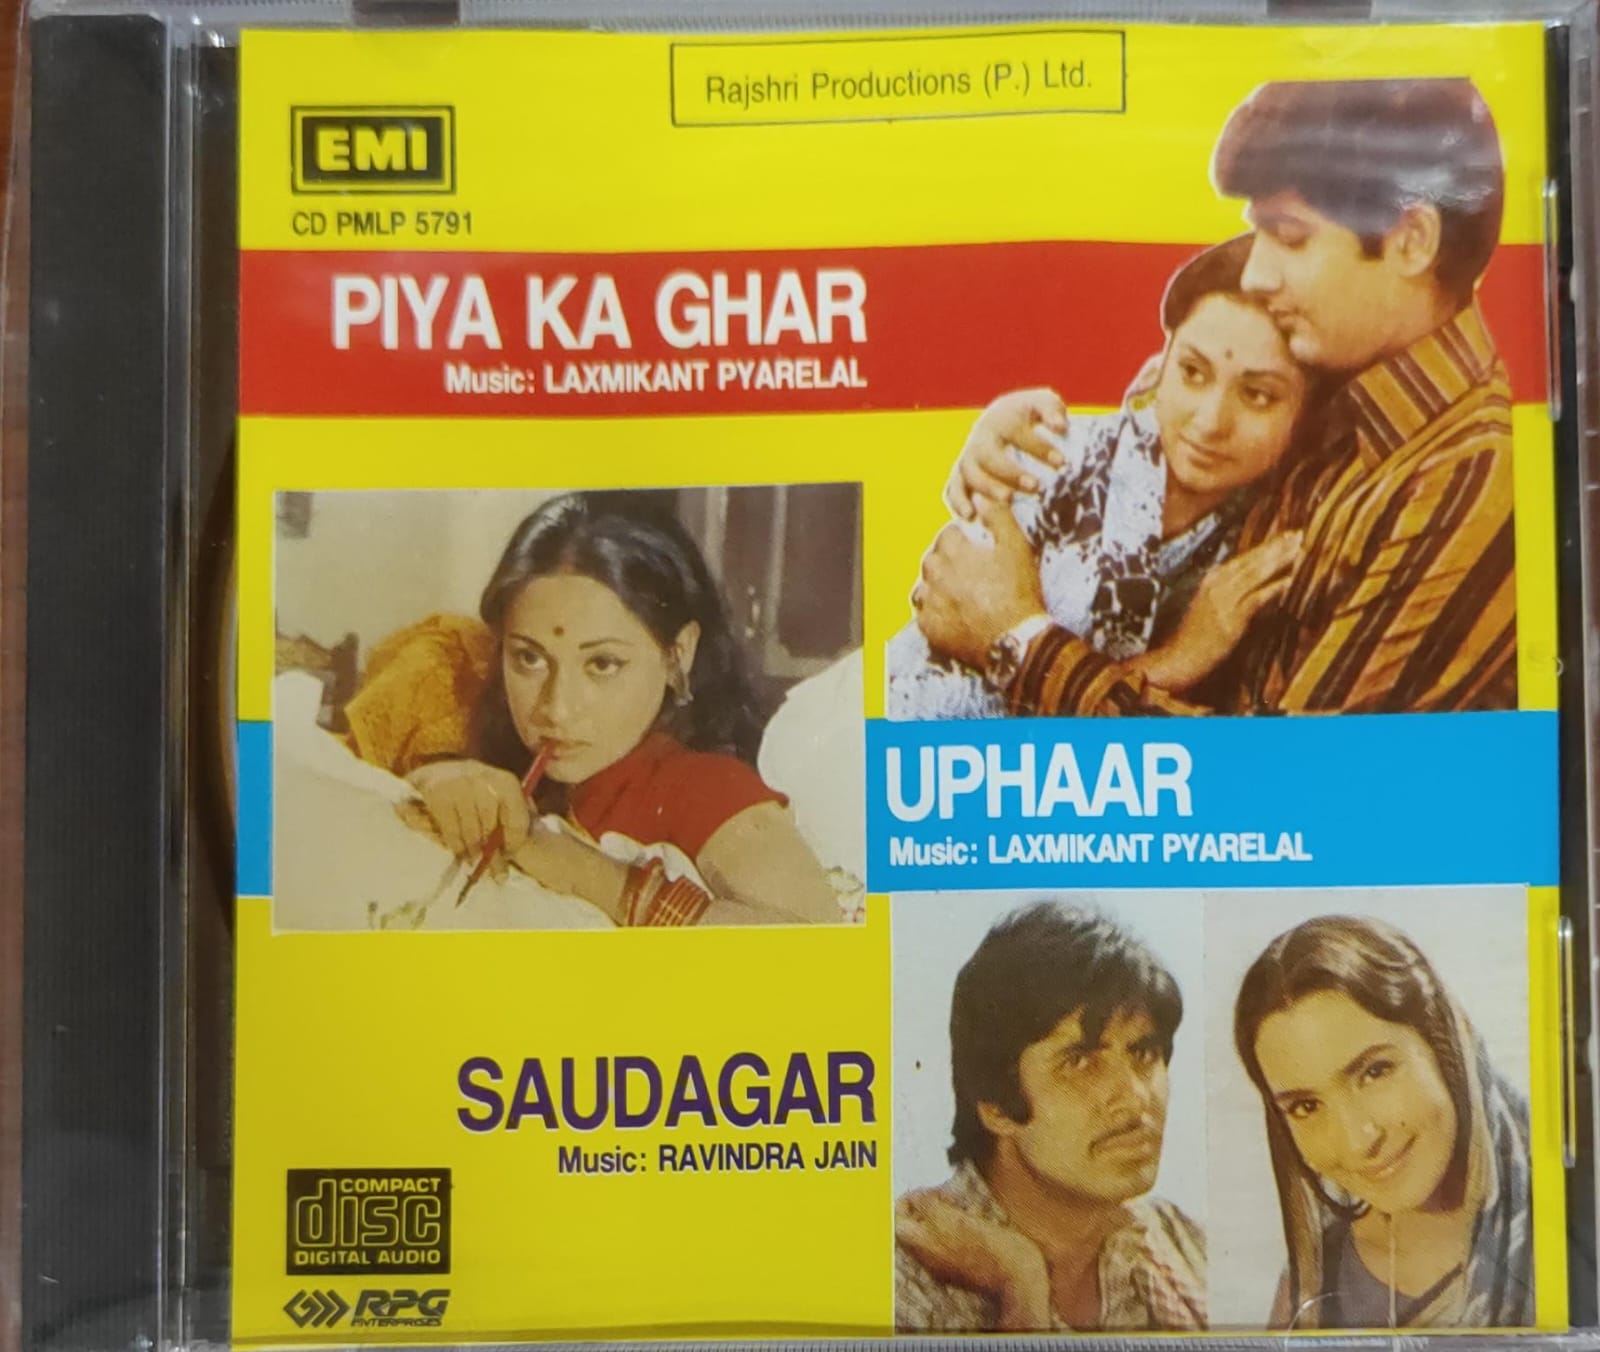 Rajshri Productions (P.) Ltd.
EMI
CD PMLP 5791
PIYA KA GHAR
Music: LAXMIKANT PYARELAL
UPHAAR
Music: LAXMIKANT PYARELAL
SAUDAGAR
Music: RAVINDRA JAIN
COMPACT
disc
DIGITAL AUDIO
RPG
ENTERPRISES